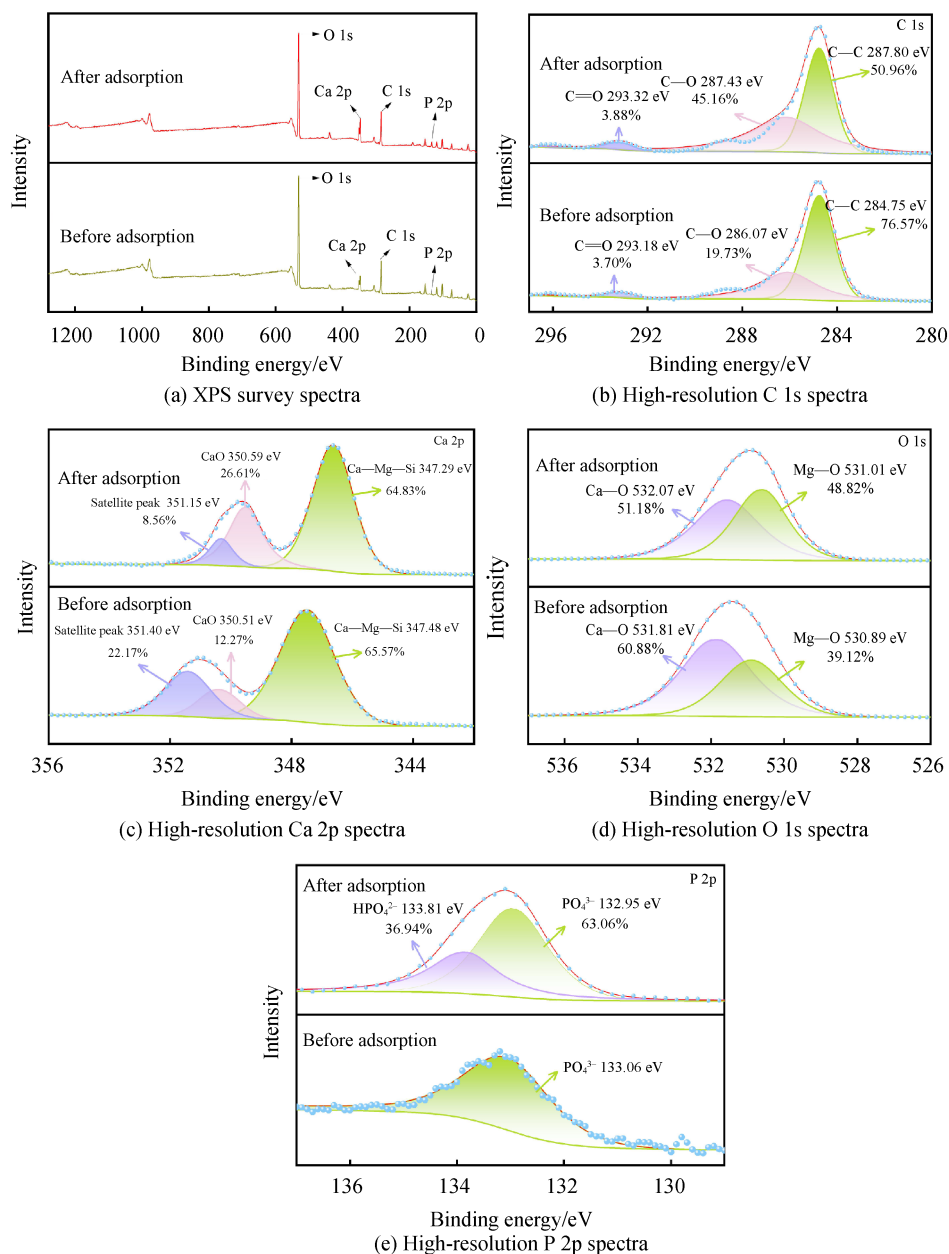 O 1s
After adsorption
Ca 2p
C 1s
P 2p
O 1s
Before adsorption
Ca 2p
C 1s
P 2p
Intensity
1200 1000 800 600 400 200 0
Binding energy/eV
(a) XPS survey spectra
C 1s
After adsorption
C—C 287.80 eV
50.96%
C—O 287.43 eV
45.16%
C═O 293.32 eV
3.88%
Before adsorption
C—C 284.75 eV
76.57%
C—O 286.07 eV
19.73%
C═O 293.18 eV
3.70%
Intensity
296 292 288 284 280
Binding energy/eV
(b) High-resolution C 1s spectra
Ca 2p
After adsorption
CaO 350.59 eV
26.61%
Ca—Mg—Si 347.29 eV
64.83%
Satellite peak 351.15 eV
8.56%
Before adsorption
Satellite peak 351.40 eV
22.17%
CaO 350.51 eV
12.27%
Ca—Mg—Si 347.48 eV
65.57%
Intensity
356 352 348 344
Binding energy/eV
(c) High-resolution Ca 2p spectra
O 1s
After adsorption
Ca—O 532.07 eV
51.18%
Mg—O 531.01 eV
48.82%
Before adsorption
Ca—O 531.81 eV
60.88%
Mg—O 530.89 eV
39.12%
Intensity
536 534 532 530 528 526
Binding energy/eV
(d) High-resolution O 1s spectra
P 2p
After adsorption
HPO₄²⁻ 133.81 eV
36.94%
PO₄³⁻ 132.95 eV
63.06%
Before adsorption
PO₄³⁻ 133.06 eV
Intensity
136 133 132 130
Binding energy/eV
(e) High-resolution P 2p spectra